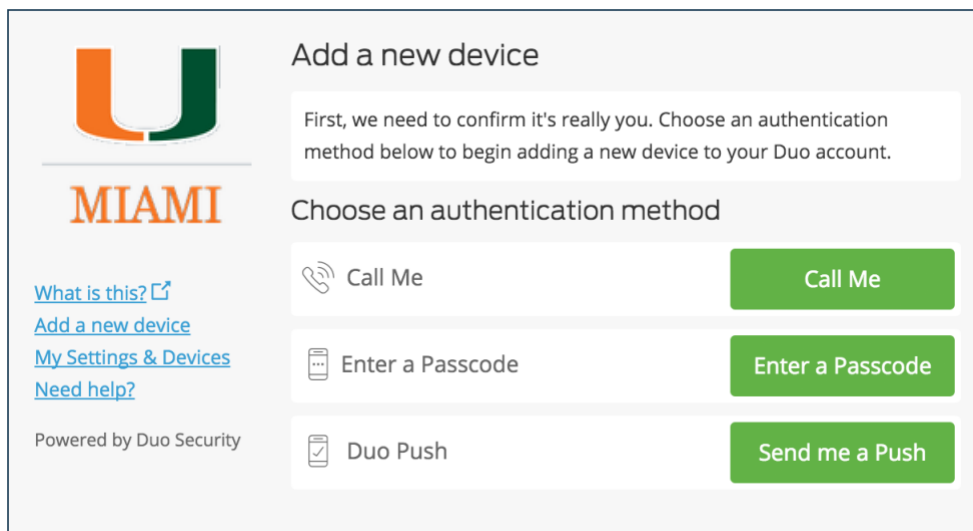 U
MIAMI
What is this?
Add a new device
My Settings & Devices
Need help?
Powered by Duo Security
Add a new device
First, we need to confirm it's really you. Choose an authentication
method below to begin adding a new device to your Duo account.
Choose an authentication method
Call Me
Call Me
Enter a Passcode
Enter a Passcode
Duo Push
Send me a Push